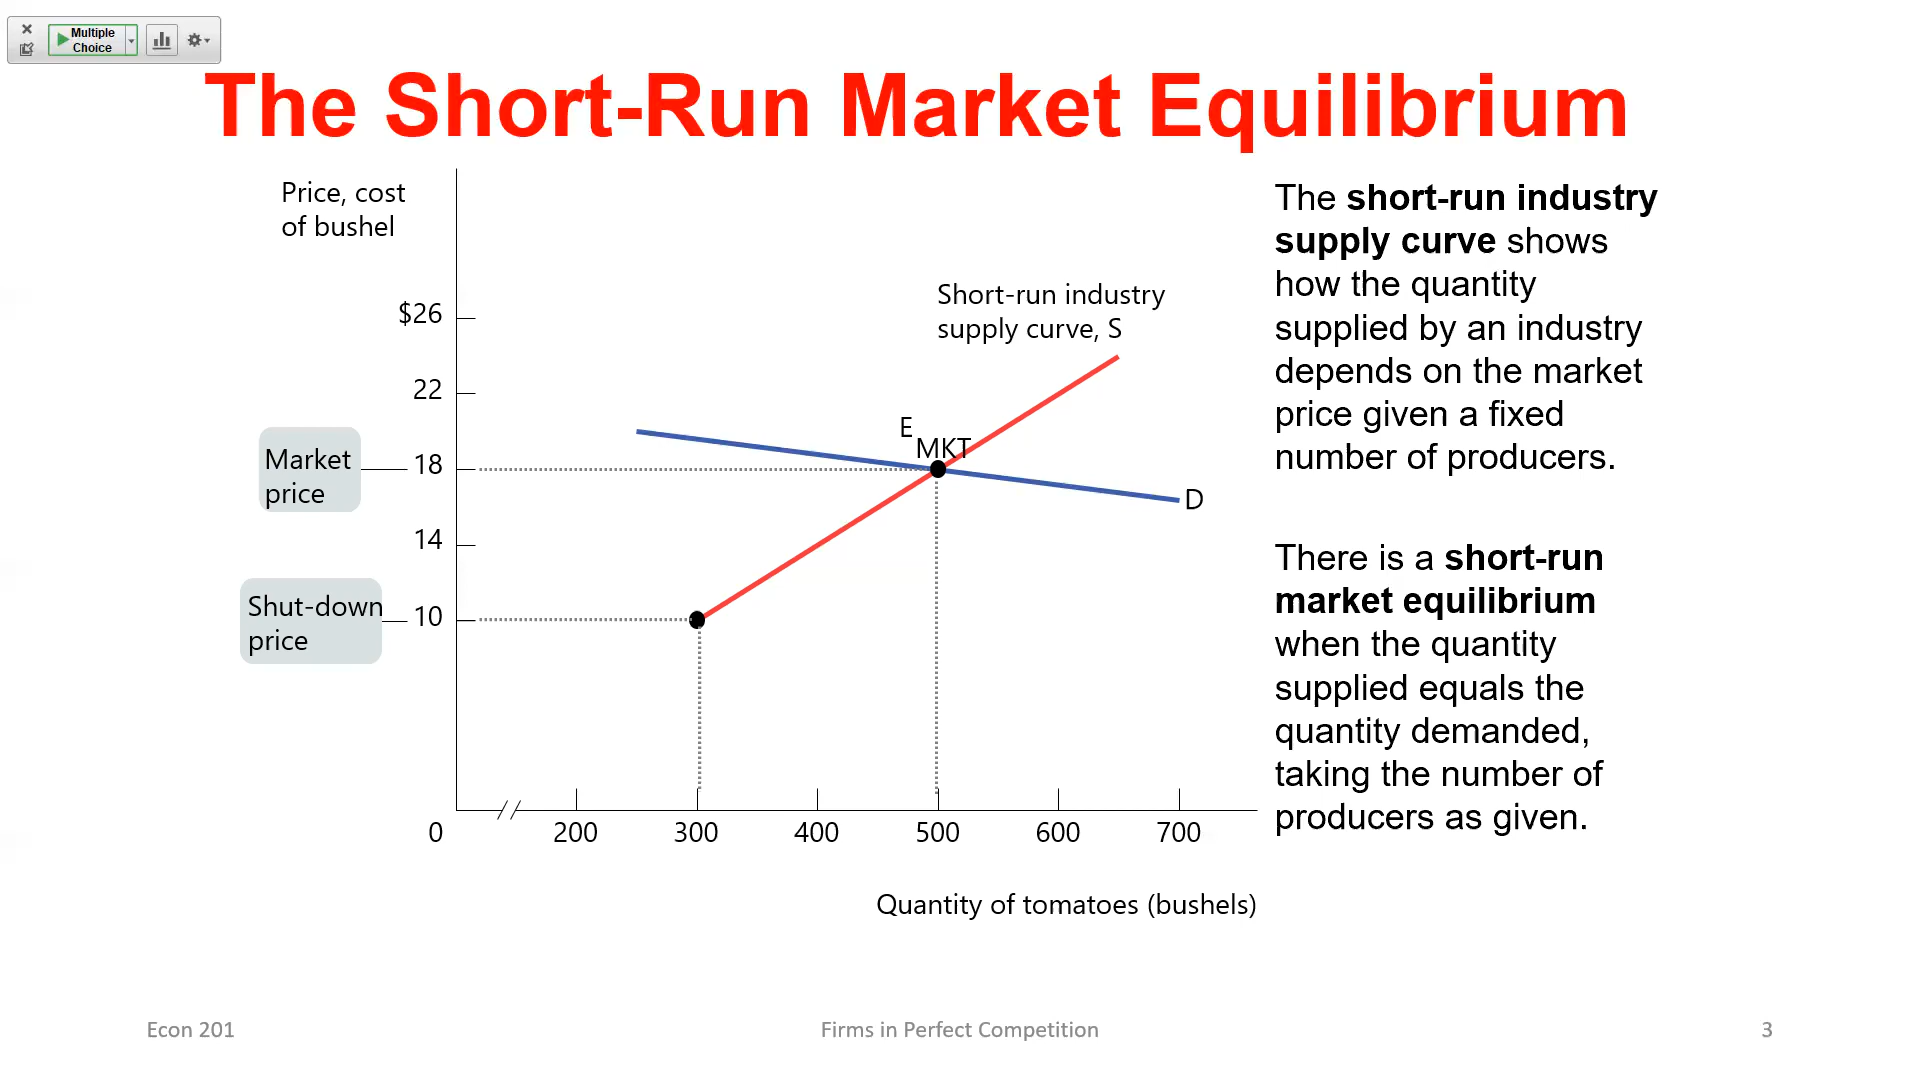 Multiple
Choice
The Short-Run Market Equilibrium
Price, cost
of bushel
$26
22
18
14
10
Market
price
Shut-down
price
Short-run industry
supply curve, S
E
MKT
D
0
200
300
400
500
600
700
Quantity of tomatoes (bushels)
The short-run industry
supply curve shows
how the quantity
supplied by an industry
depends on the market
price given a fixed
number of producers.
There is a short-run
market equilibrium
when the quantity
supplied equals the
quantity demanded,
taking the number of
producers as given.
Econ 201
Firms in Perfect Competition
3